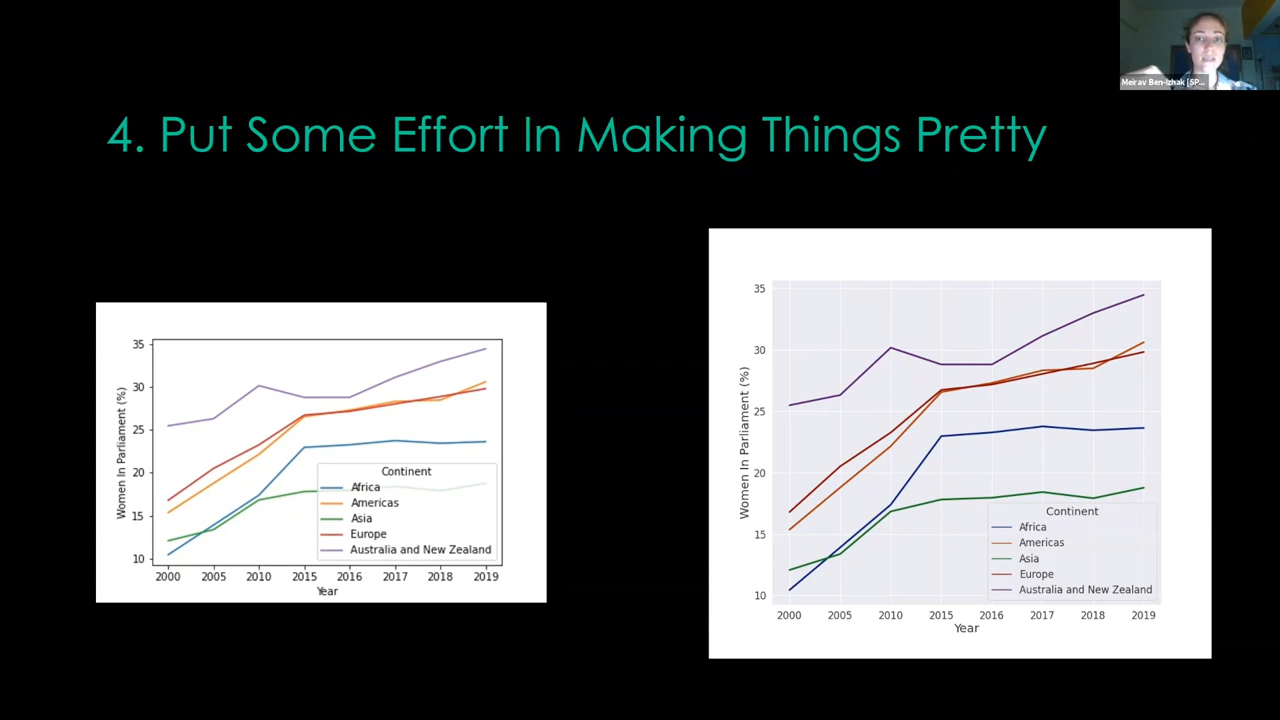 Meirav Ben-Izhak [SP...
4. Put Some Effort In Making Things Pretty
Women In Parliament (%)
35
30
25
20
15
10
Continent
Africa
Americas
Asia
Europe
Australia and New Zealand
2000 2005 2010 2015 2016 2017 2018 2019
Year
Women In Parliament (%)
35
30
25
20
15
10
Continent
Africa
Americas
Asia
Europe
Australia and New Zealand
2000 2005 2010 2015 2016 2017 2018 2019
Year